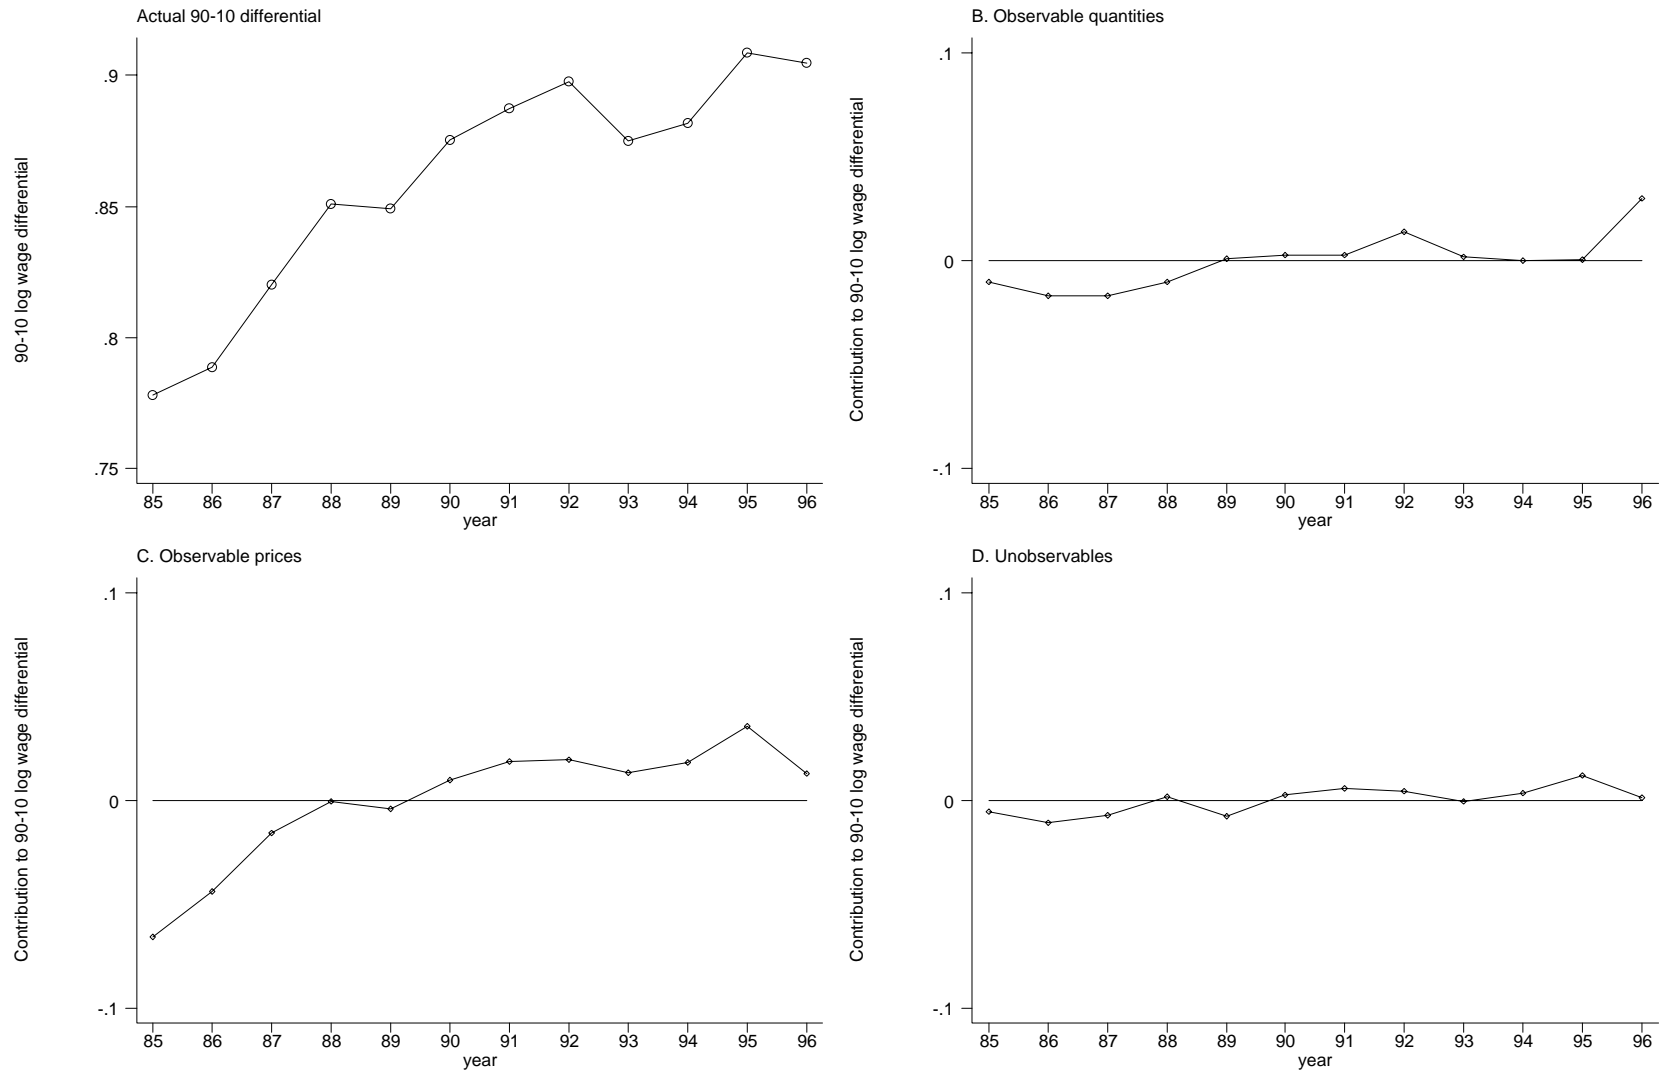 Actual 90-10 differential
90-10 log wage differential
.9
.85
.8
.75
85 86 87 88 89 90 91 92 93 94 95 96
year
B. Observable quantities
Contribution to 90-10 log wage differential
.1
0
-.1
85 86 87 88 89 90 91 92 93 94 95 96
year
C. Observable prices
Contribution to 90-10 log wage differential
.1
0
-.1
85 86 87 88 89 90 91 92 93 94 95 96
year
D. Unobservables
Contribution to 90-10 log wage differential
.1
0
-.1
85 86 87 88 89 90 91 92 93 94 95 96
year